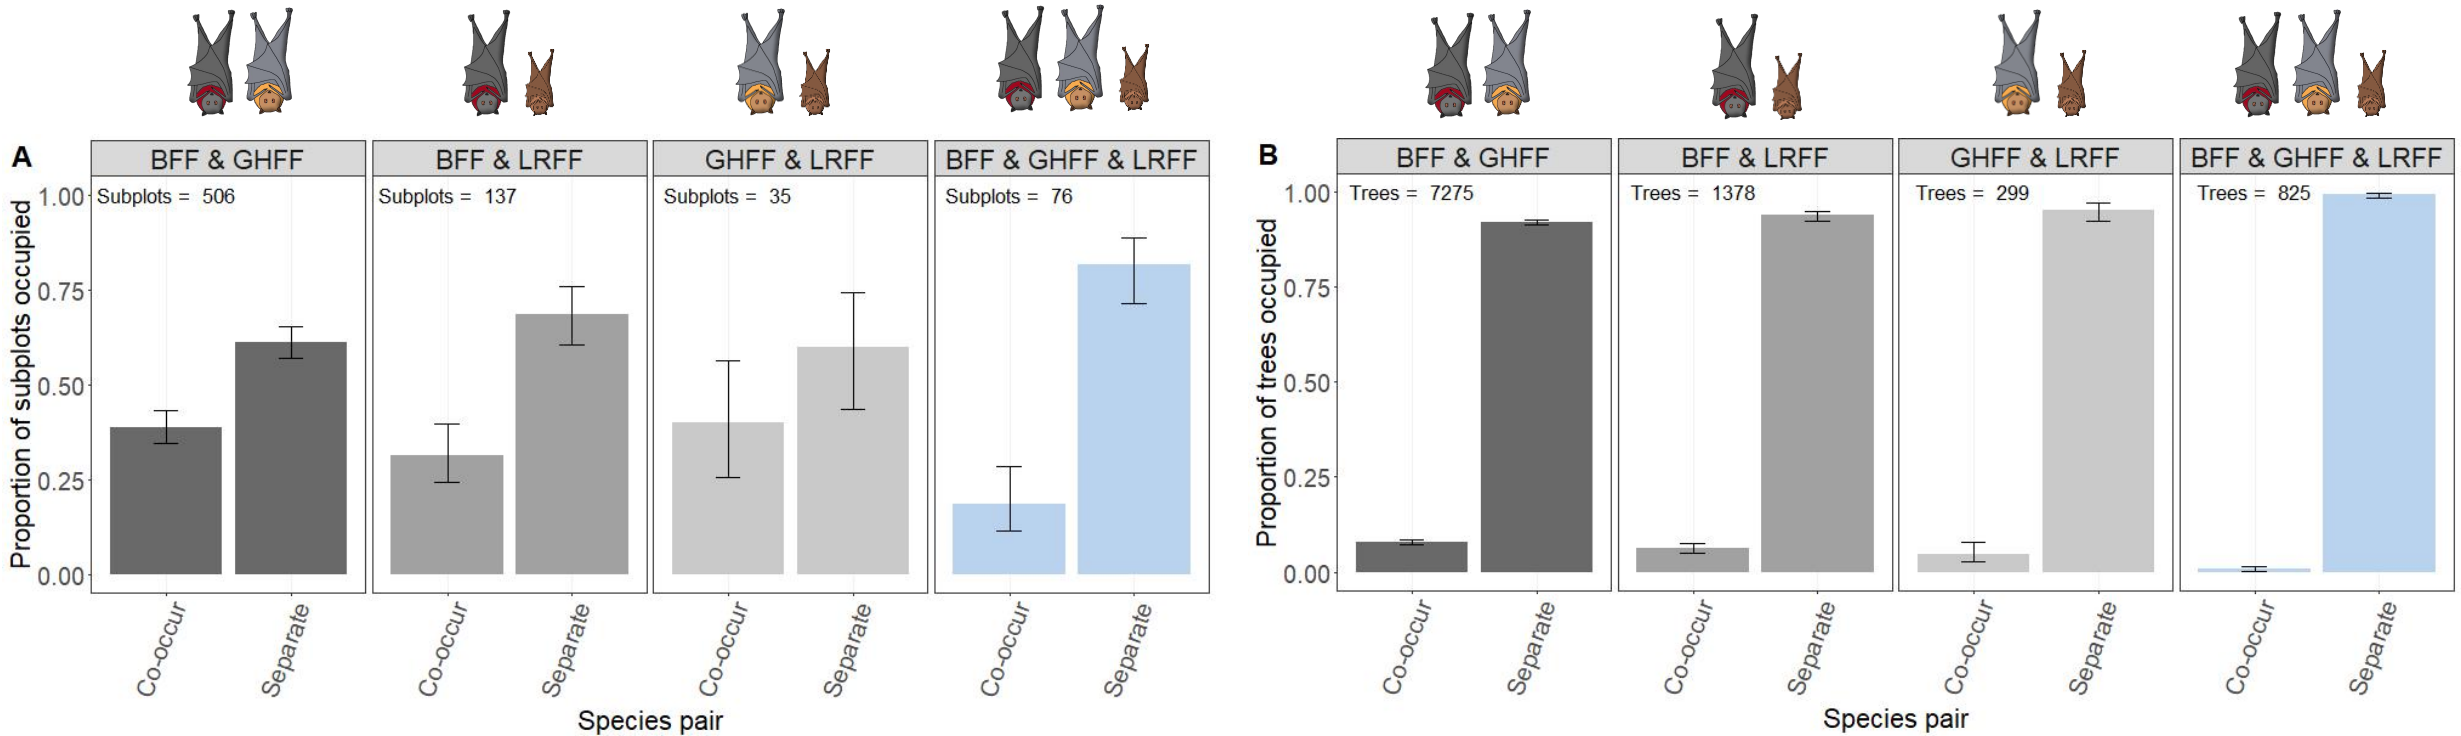 A
BFF & GHFF
BFF & LRFF
GHFF & LRFF
BFF & GHFF & LRFF
Proportion of subplots occupied
1.00
0.75
0.50
0.25
0.00
Subplots = 506
Subplots = 137
Subplots = 35
Subplots = 76
Co-occur
Separate
Co-occur
Separate
Co-occur
Separate
Co-occur
Separate
Species pair
B
BFF & GHFF
BFF & LRFF
GHFF & LRFF
BFF & GHFF & LRFF
Proportion of trees occupied
1.00
0.75
0.50
0.25
0.00
Trees = 7275
Trees = 1378
Trees = 299
Trees = 825
Co-occur
Separate
Co-occur
Separate
Co-occur
Separate
Co-occur
Separate
Species pair